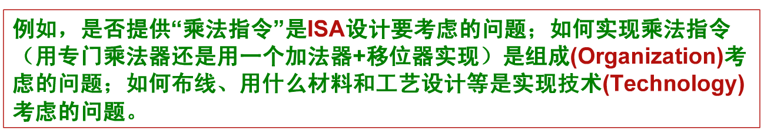 例如，是否提供“乘法指令”是ISA设计要考虑的问题；如何实现乘法指令
（用专门乘法器还是用一个加法器+移位器实现）是组成(Organization)考
虑的问题；如何布线、用什么材料和工艺设计等是实现技术(Technology)
考虑的问题。